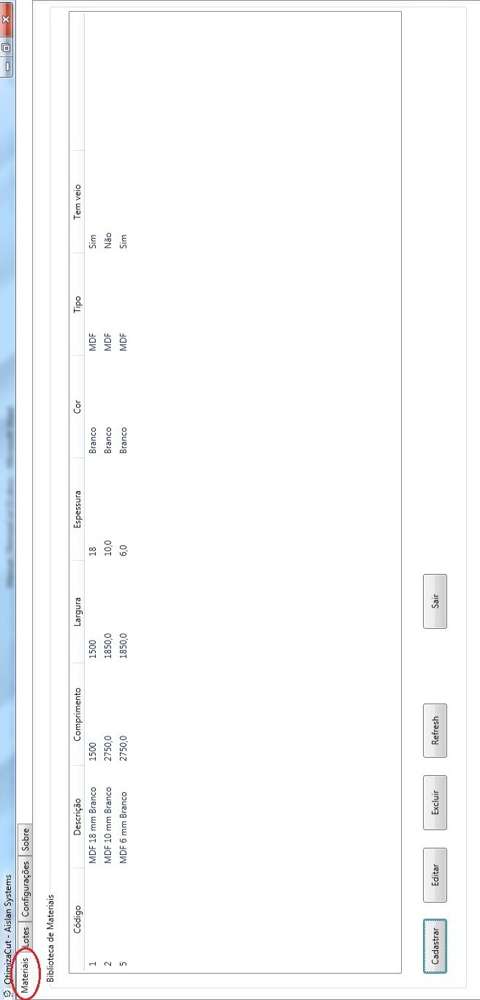 OtimizaCut - Aislan Systems
Materiais Lotes Configurações Sobre
Biblioteca de Materiais
Código Descrição Comprimento Largura Espessura Cor Tipo Tem veio
1 MDF 18 mm Branco 1500 1500 18 Branco MDF Sim
2 MDF 10 mm Branco 2750,0 1850,0 10,0 Branco MDF Não
5 MDF 6 mm Branco 2750,0 1850,0 6,0 Branco MDF Sim
Cadastrar Editar Excluir Refresh Sair